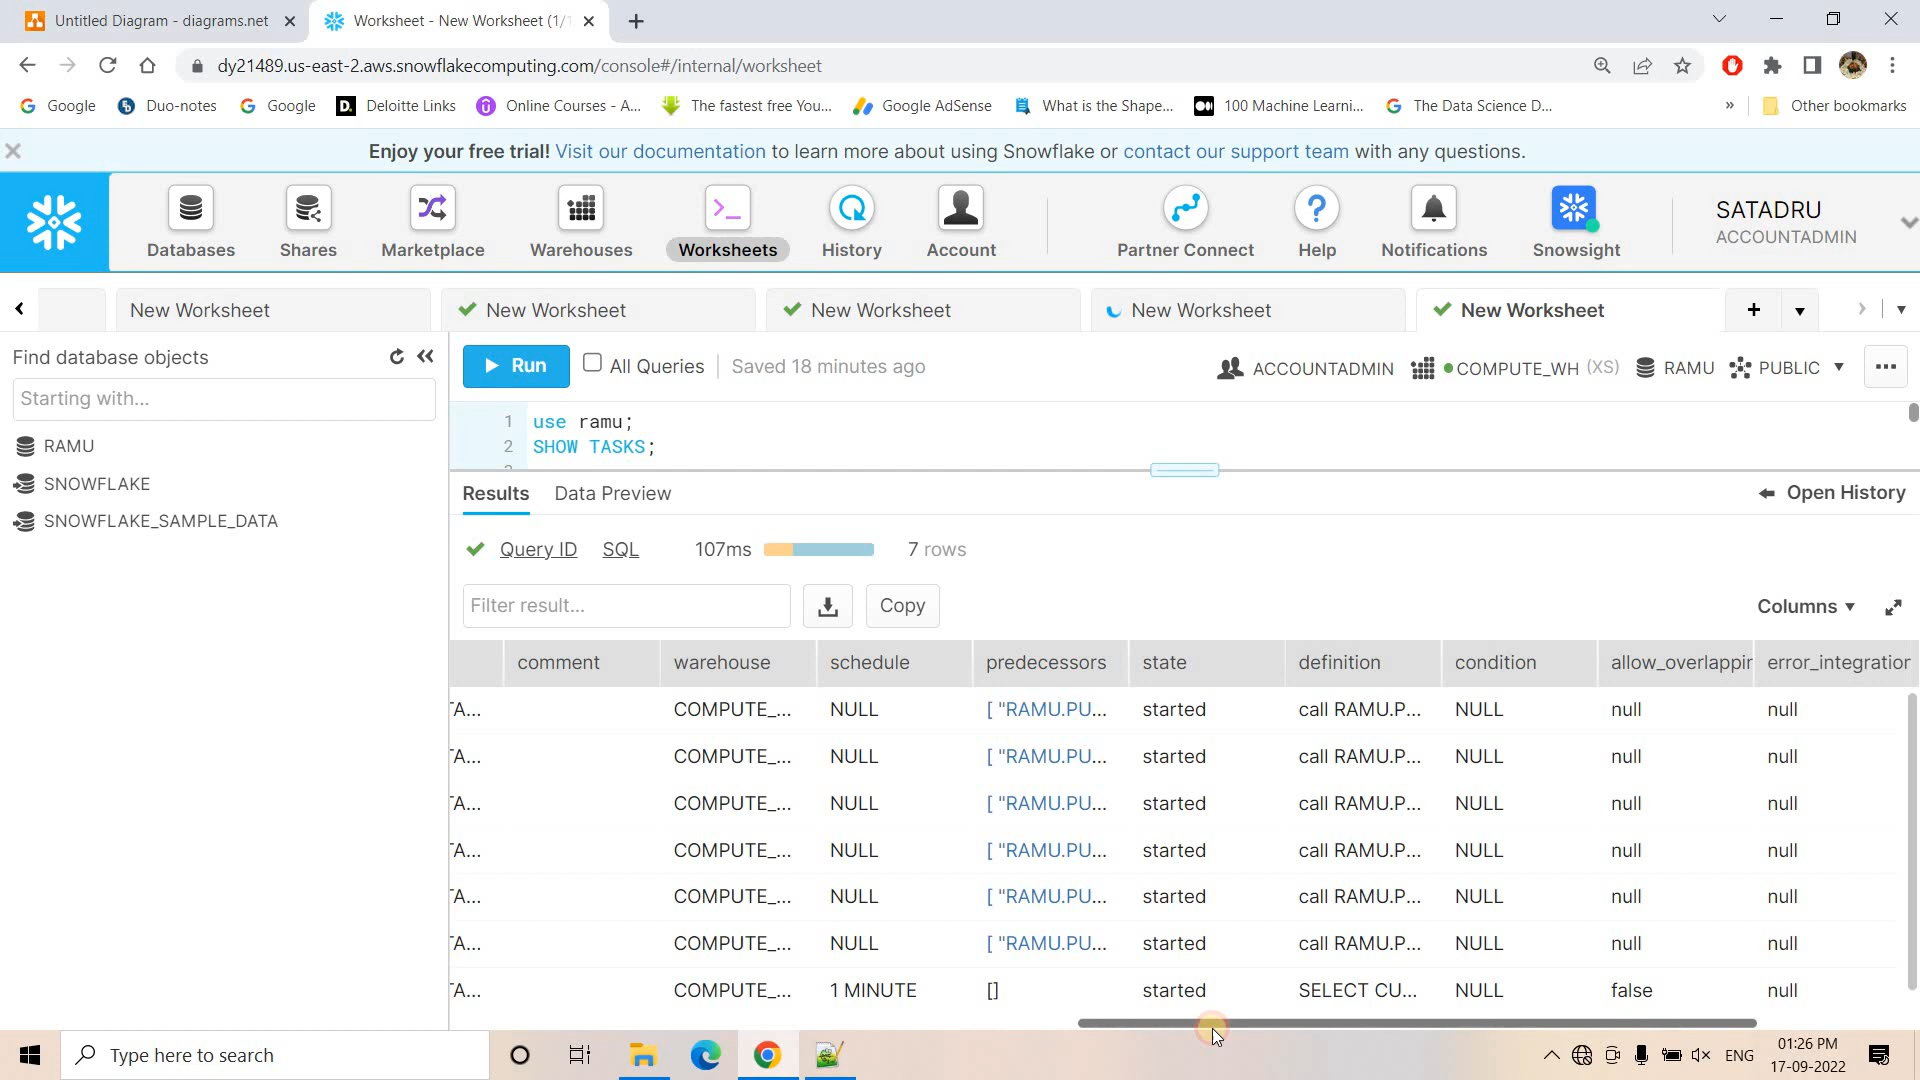 Untitled Diagram - diagrams.net
Worksheet - New Worksheet (1/
dy21489.us-east-2.aws.snowflakecomputing.com/console#/internal/worksheet
Google
Duo-notes
Google
Deloitte Links
Online Courses - A...
The fastest free You...
Google AdSense
What is the Shape...
100 Machine Learni...
The Data Science D...
»
Other bookmarks
Enjoy your free trial! Visit our documentation to learn more about using Snowflake or contact our support team with any questions.
Databases
Shares
Marketplace
Warehouses
Worksheets
History
Account
Partner Connect
Help
Notifications
Snowsight
SATADRU
ACCOUNTADMIN
New Worksheet
New Worksheet
New Worksheet
New Worksheet
New Worksheet
Find database objects
Starting with...
RAMU
SNOWFLAKE
SNOWFLAKE_SAMPLE_DATA
Run
All Queries
Saved 18 minutes ago
ACCOUNTADMIN
COMPUTE_WH (XS)
RAMU
PUBLIC
1 use ramu;
2 SHOW TASKS;
Results
Data Preview
Open History
Query ID
SQL
107ms
7 rows
Filter result...
Copy
Columns
comment warehouse schedule predecessors state definition condition allow_overlappin error_integration
TA... COMPUTE_... NULL [ "RAMU.PU... started call RAMU.P... NULL null null
TA... COMPUTE_... NULL [ "RAMU.PU... started call RAMU.P... NULL null null
TA... COMPUTE_... NULL [ "RAMU.PU... started call RAMU.P... NULL null null
TA... COMPUTE_... NULL [ "RAMU.PU... started call RAMU.P... NULL null null
TA... COMPUTE_... NULL [ "RAMU.PU... started call RAMU.P... NULL null null
TA... COMPUTE_... NULL [ "RAMU.PU... started call RAMU.P... NULL null null
TA... COMPUTE_... 1 MINUTE [] started SELECT CU... NULL false null
Type here to search
ENG
01:26 PM
17-09-2022